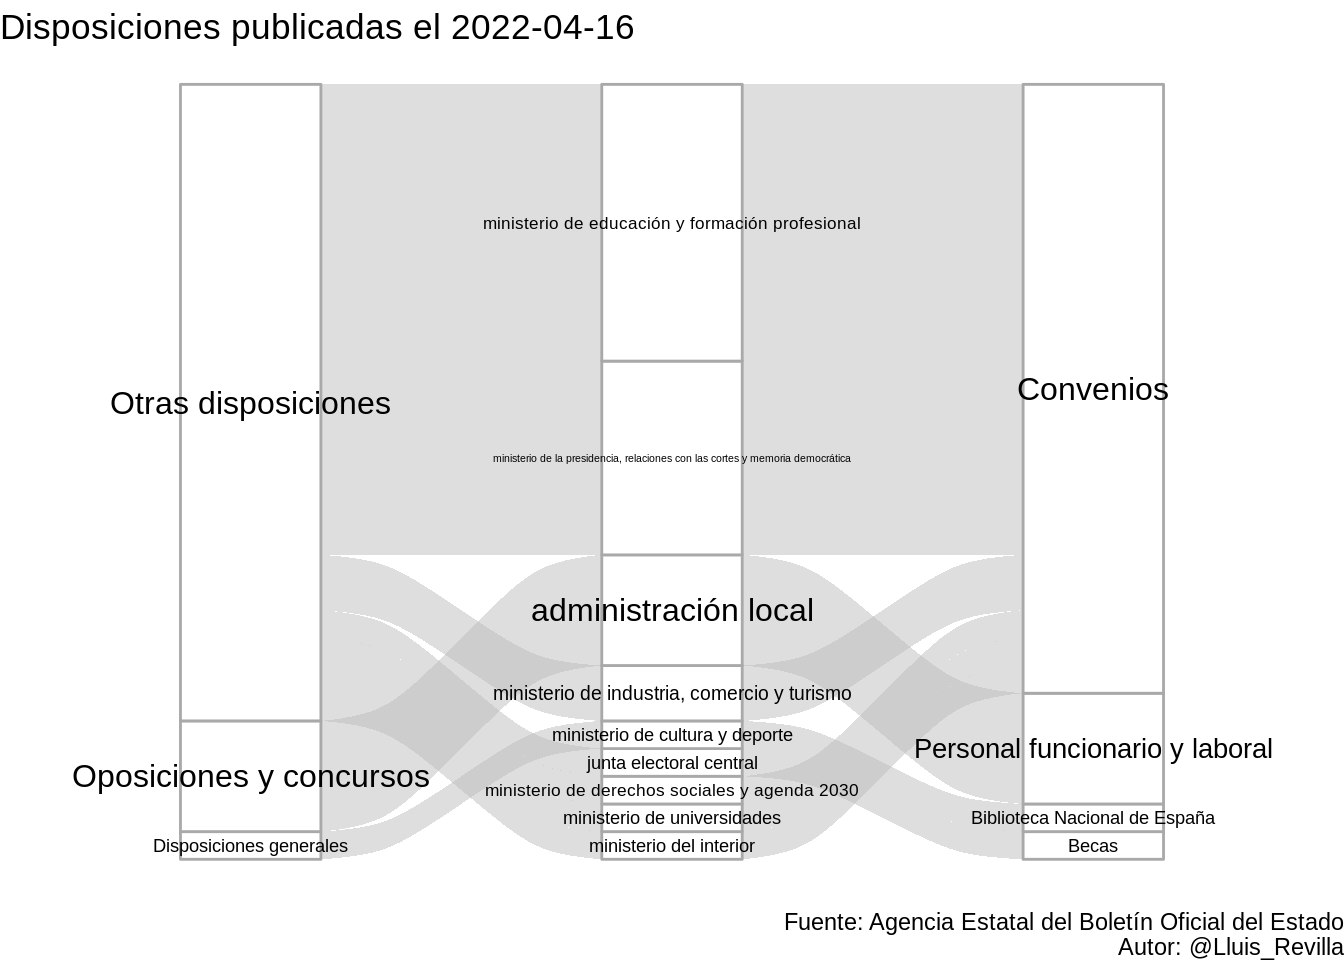 Disposiciones publicadas el 2022-04-16
ministerio de educación y formación profesional
Otras disposiciones
Convenios
ministerio de la presidencia, relaciones con las cortes y memoria democrática
administración local
ministerio de industria, comercio y turismo
ministerio de cultura y deporte
Personal funcionario y laboral
junta electoral central
Oposiciones y concursos
ministerio de derechos sociales y agenda 2030
ministerio de universidades
Biblioteca Nacional de España
Disposiciones generales
ministerio del interior
Becas
Fuente: Agencia Estatal del Boletín Oficial del Estado
Autor: @Lluis_Revilla